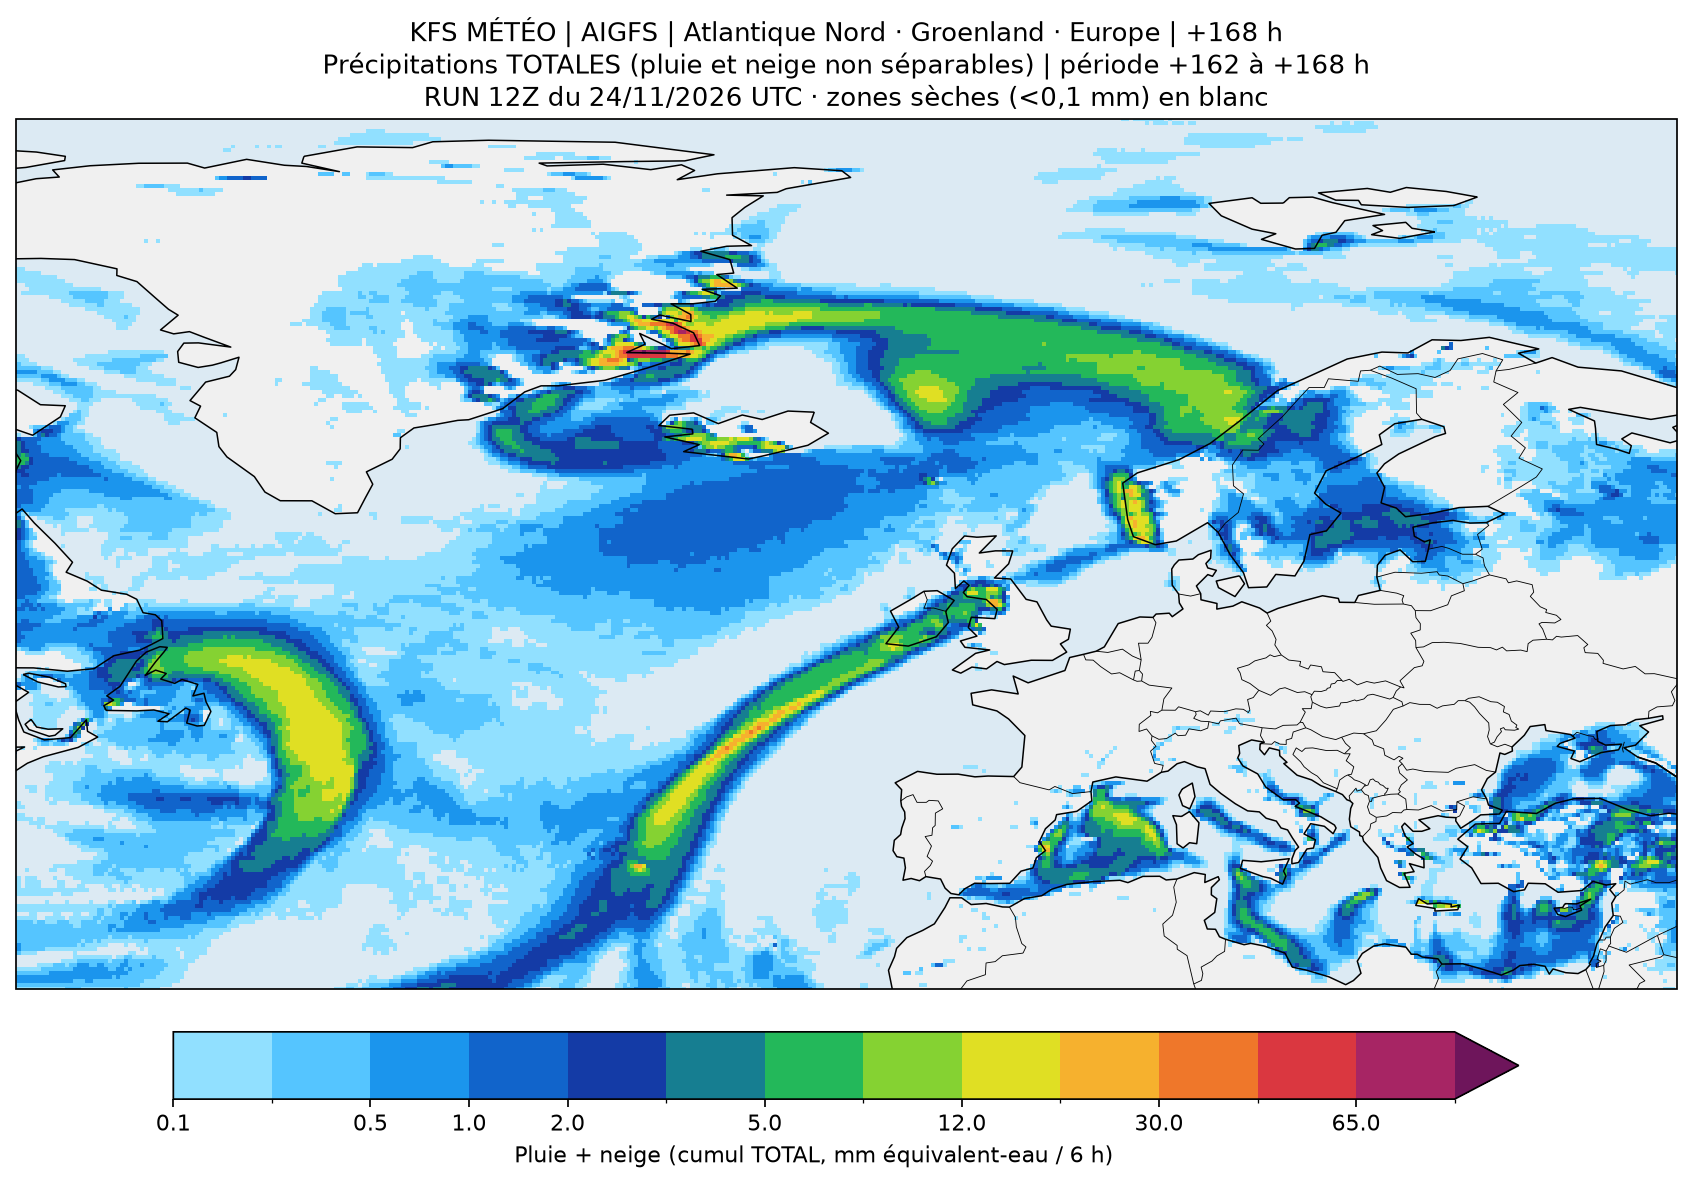 KFS MÉTÉO | AIGFS | Atlantique Nord · Groenland · Europe | +168 h
Précipitations TOTALES (pluie et neige non séparables) | période +162 à +168 h
RUN 12Z du 24/11/2026 UTC · zones sèches (<0,1 mm) en blanc
0.1 0.5 1.0 2.0 5.0 12.0 30.0 65.0
Pluie + neige (cumul TOTAL, mm équivalent-eau / 6 h)